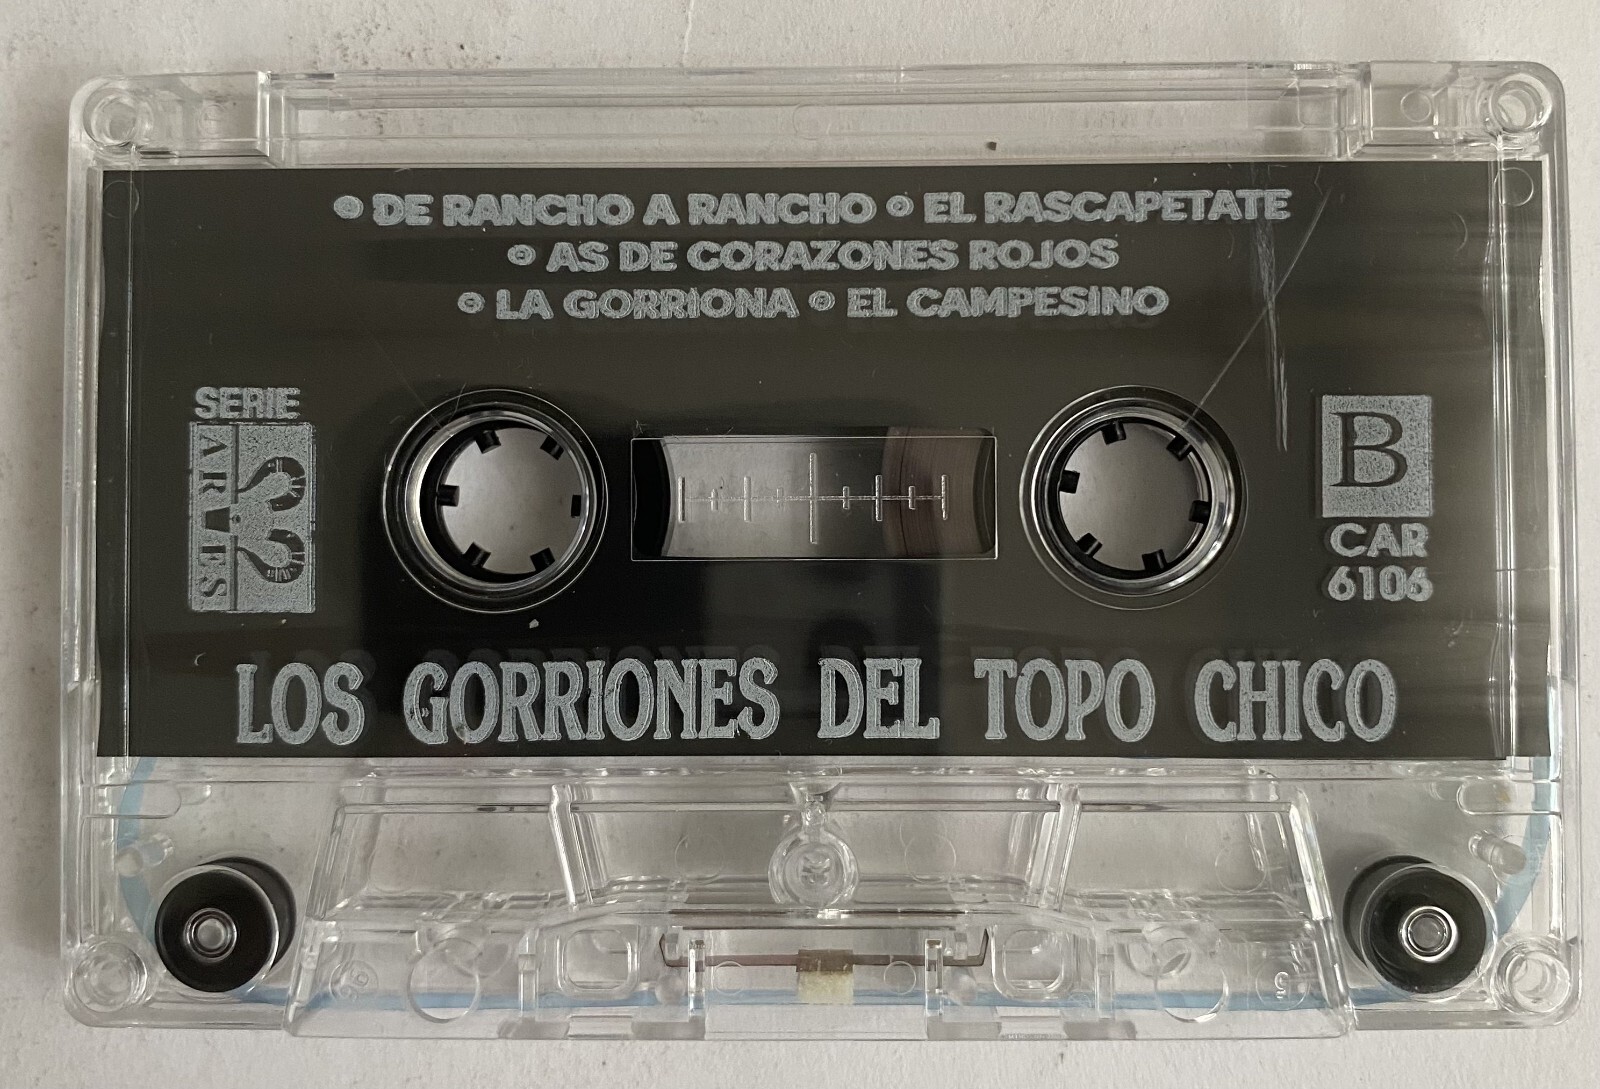 • DE RANCHO A RANCHO • EL RASCAPETATE
• AS DE CORAZONES ROJOS
• LA GORRIONA • EL CAMPESINO
SERIE
ARVES
B
CAR
6106
LOS GORRIONES DEL TOPO CHICO